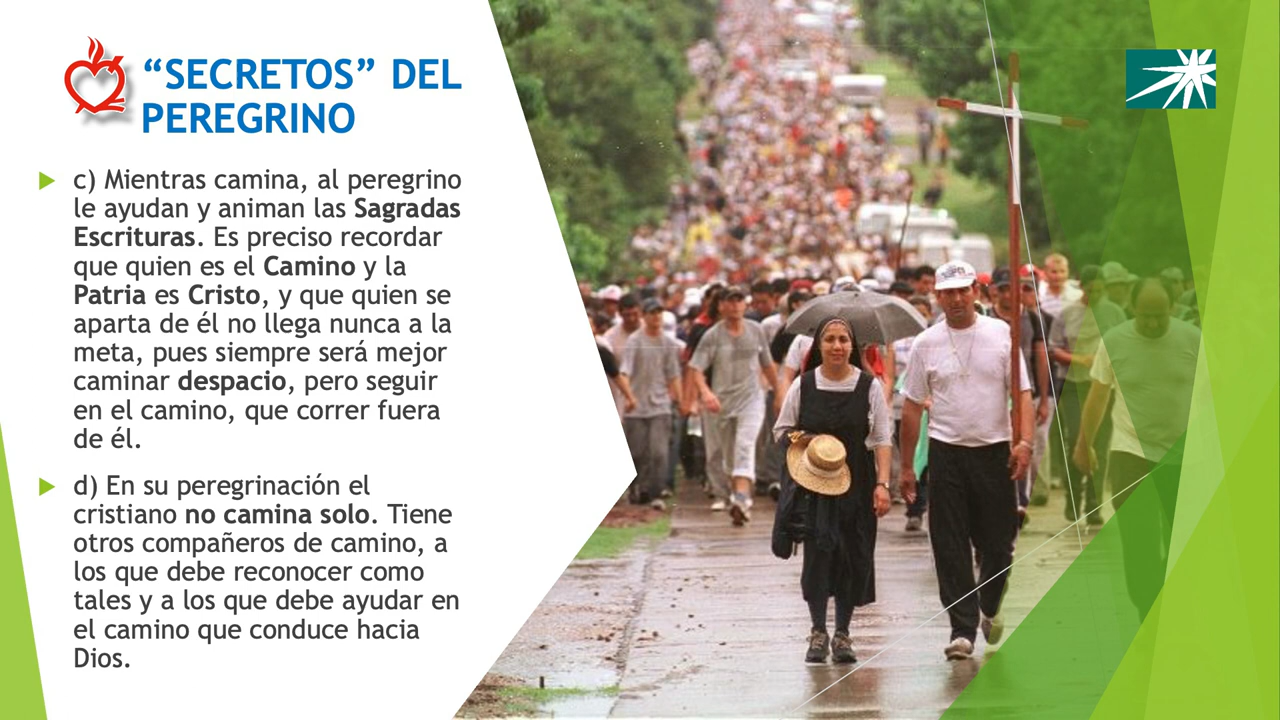 “SECRETOS” DEL
PEREGRINO
c) Mientras camina, al peregrino
le ayudan y animan las Sagradas
Escrituras. Es preciso recordar
que quien es el Camino y la
Patria es Cristo, y que quien se
aparta de él no llega nunca a la
meta, pues siempre será mejor
caminar despacio, pero seguir
en el camino, que correr fuera
de él.
d) En su peregrinación el
cristiano no camina solo. Tiene
otros compañeros de camino, a
los que debe reconocer como
tales y a los que debe ayudar en
el camino que conduce hacia
Dios.